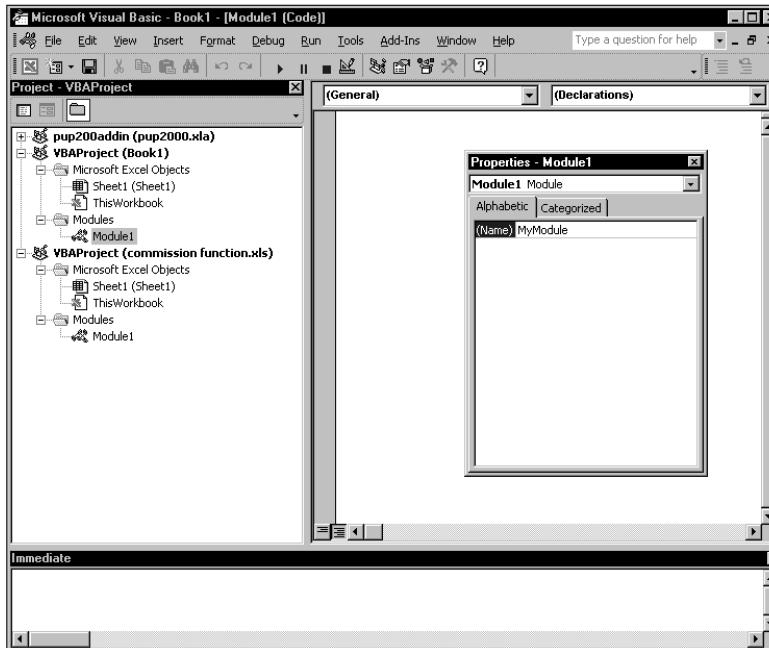 Microsoft Visual Basic - Book1 - [Module1 (Code)]
File Edit View Insert Format Debug Run Tools Add-Ins Window Help Type a question for help
Project - VBAProject
(General) (Declarations)
pup200addin (pup2000.xla)
VBAProject (Book1)
Microsoft Excel Objects
Sheet1 (Sheet1)
ThisWorkbook
Modules
Module1
VBAProject (commission function.xls)
Microsoft Excel Objects
Sheet1 (Sheet1)
ThisWorkbook
Modules
Module1
Properties - Module1
Module1 Module
Alphabetic Categorized
(Name) MyModule
Immediate